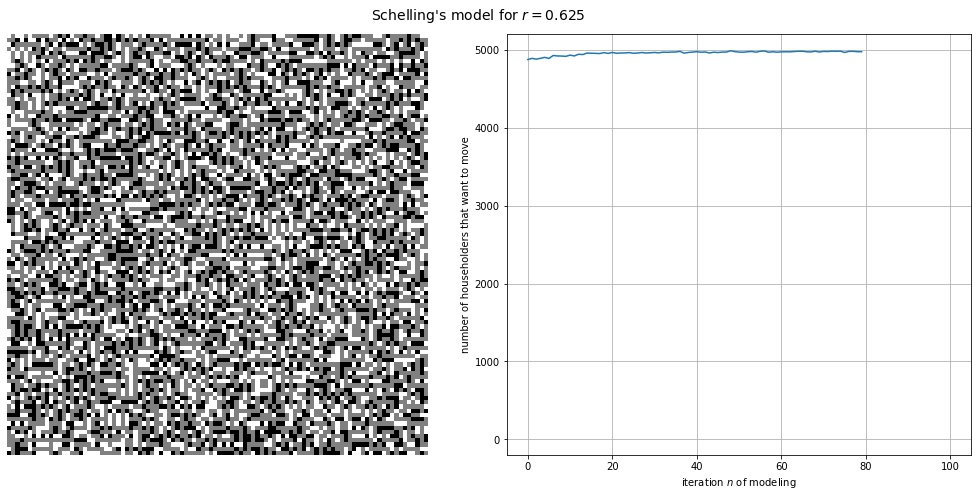 Schelling's model for r = 0.625
number of householders that want to move
5000
4000
3000
2000
1000
0
0 20 40 60 80 100
iteration n of modeling